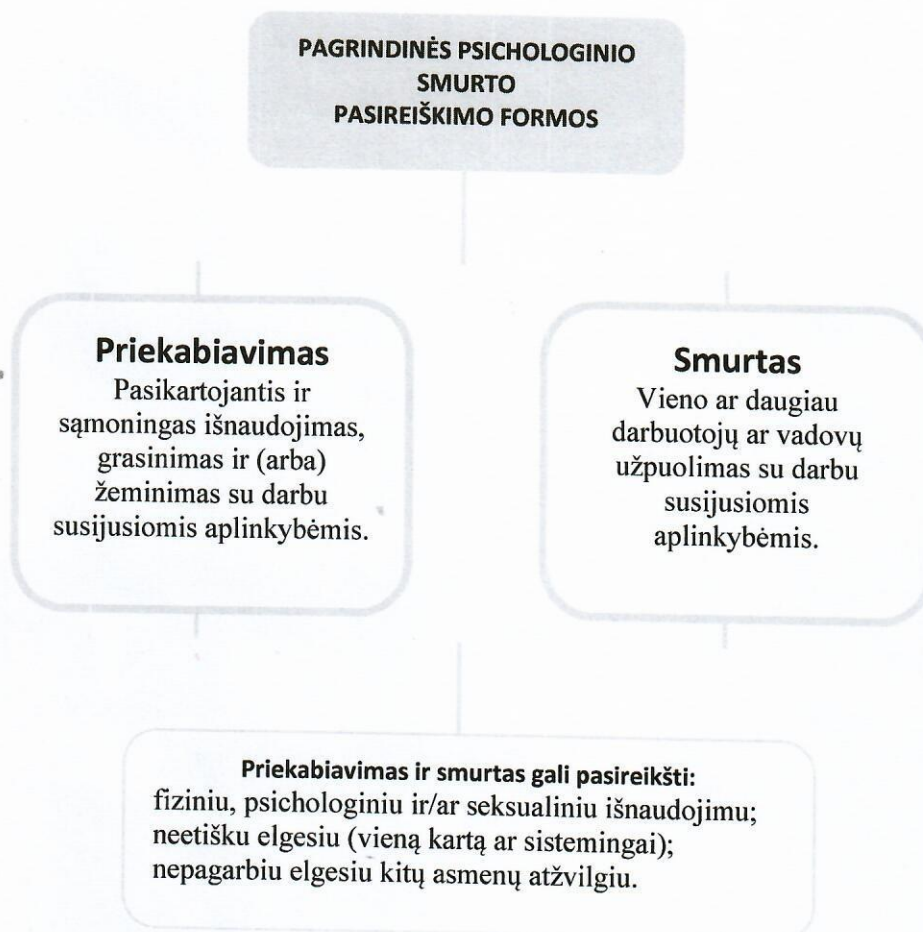 PAGRINDINĖS PSICHOLOGINIO
SMURTO
PASIREIŠKIMO FORMOS
Priekabiavimas
Pasikartojantis ir
sąmoningas išnaudojimas,
grasinimas ir (arba)
žeminimas su darbu
susijusiomis aplinkybėmis.
Smurtas
Vieno ar daugiau
darbuotojų ar vadovų
užpuolimas su darbu
susijusiomis
aplinkybėmis.
Priekabiavimas ir smurtas gali pasireikšti:
fiziniu, psichologiniu ir/ar seksualiniu išnaudojimu;
neetišku elgesiu (vieną kartą ar sistemingai);
nepagarbiu elgesiu kitų asmenų atžvilgiu.